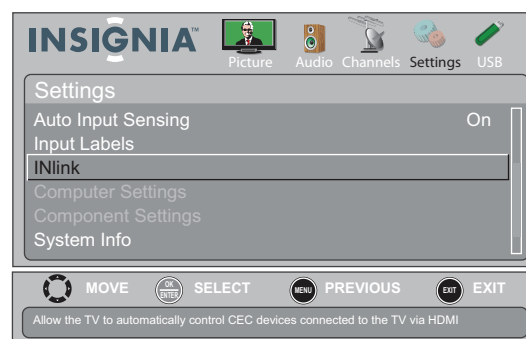 INSIGNIA™
Picture Audio Channels Settings USB
Settings
Auto Input Sensing On
Input Labels
INlink
Computer Settings
Component Settings
System Info
MOVE OK ENTER SELECT MENU PREVIOUS EXIT EXIT
Allow the TV to automatically control CEC devices connected to the TV via HDMI